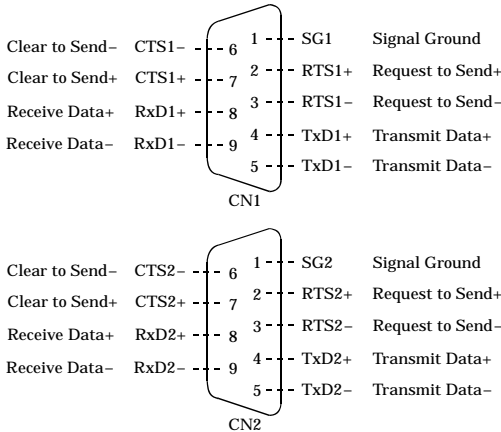 1 SG1 Signal Ground
Clear to Send– CTS1– 6
2 RTS1+ Request to Send+
Clear to Send+ CTS1+ 7
3 RTS1– Request to Send–
Receive Data+ RxD1+ 8
4 TxD1+ Transmit Data+
Receive Data– RxD1– 9
5 TxD1– Transmit Data–
CN1
1 SG2 Signal Ground
Clear to Send– CTS2– 6
2 RTS2+ Request to Send+
Clear to Send+ CTS2+ 7
3 RTS2– Request to Send–
Receive Data+ RxD2+ 8
4 TxD2+ Transmit Data+
Receive Data– RxD2– 9
5 TxD2– Transmit Data–
CN2